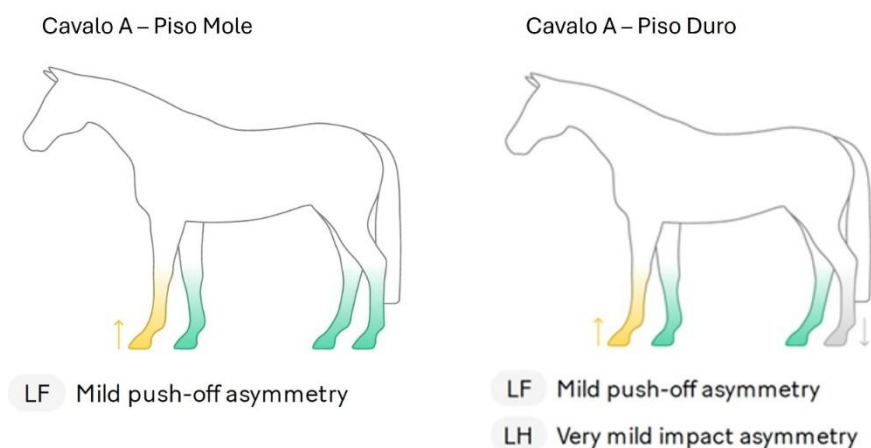 Cavalo A – Piso Mole
LF Mild push-off asymmetry
Cavalo A – Piso Duro
LF Mild push-off asymmetry
LH Very mild impact asymmetry